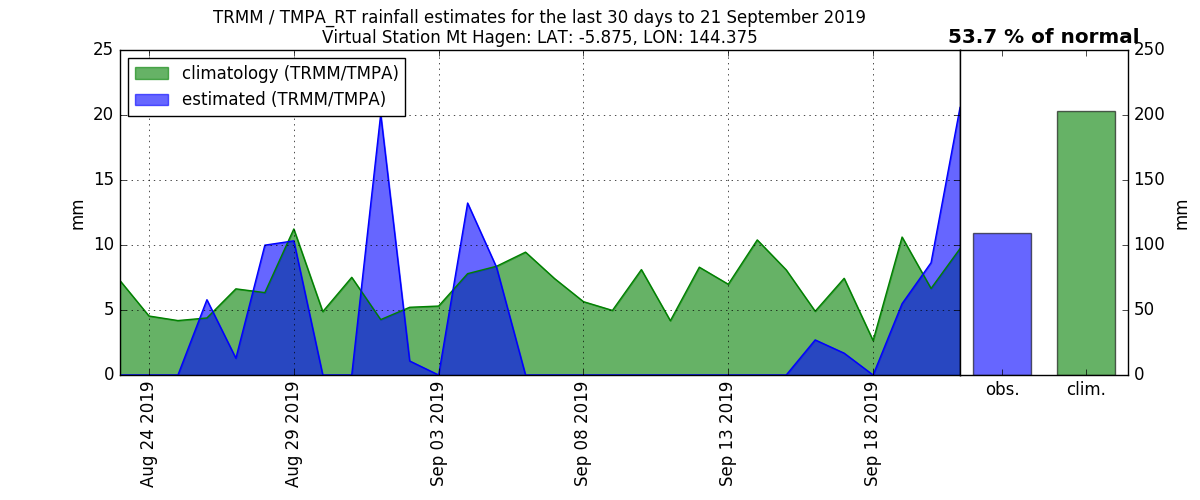 TRMM / TMPA_RT rainfall estimates for the last 30 days to 21 September 2019
Virtual Station Mt Hagen: LAT: -5.875, LON: 144.375
53.7 % of normal
climatology (TRMM/TMPA)
estimated (TRMM/TMPA)
25
20
15
10
5
0
mm
250
200
150
100
50
0
mm
Aug 24 2019
Aug 29 2019
Sep 03 2019
Sep 08 2019
Sep 13 2019
Sep 18 2019
obs.
clim.